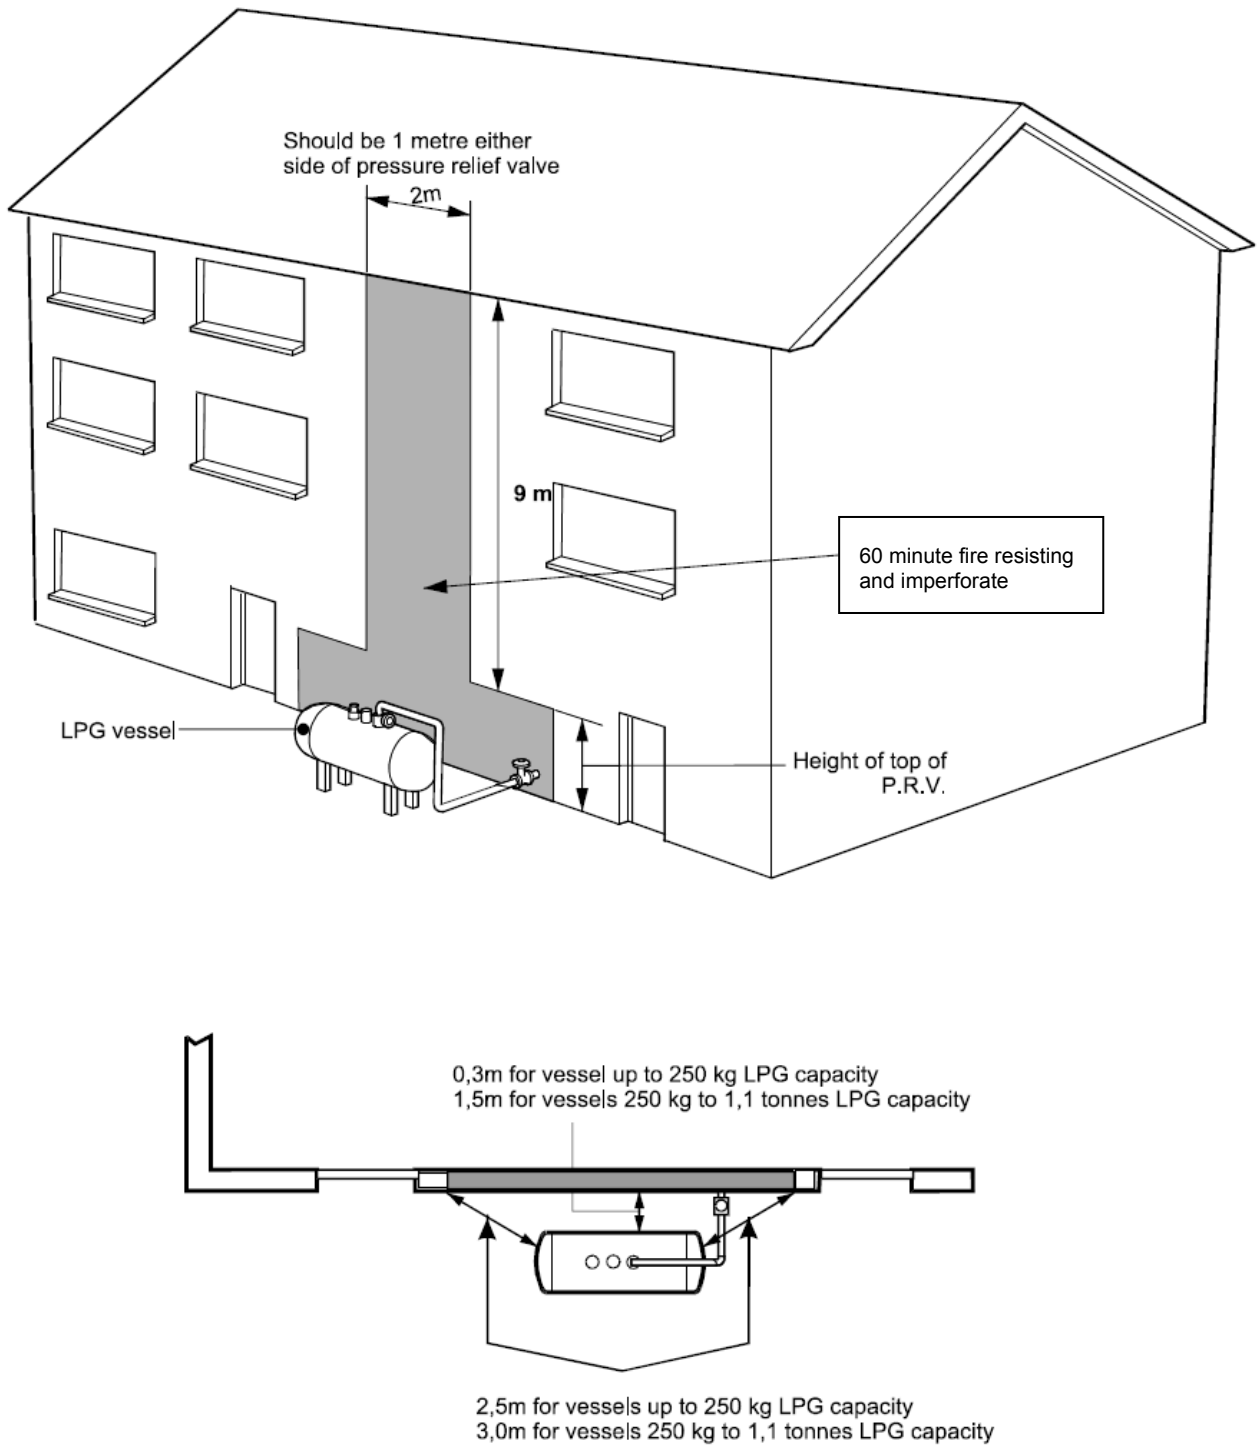 Should be 1 metre either
side of pressure relief valve
2m
9 m
60 minute fire resisting
and imperforate
LPG vessel
Height of top of
P.R.V.
0,3m for vessel up to 250 kg LPG capacity
1,5m for vessels 250 kg to 1,1 tonnes LPG capacity
2,5m for vessels up to 250 kg LPG capacity
3,0m for vessels 250 kg to 1,1 tonnes LPG capacity